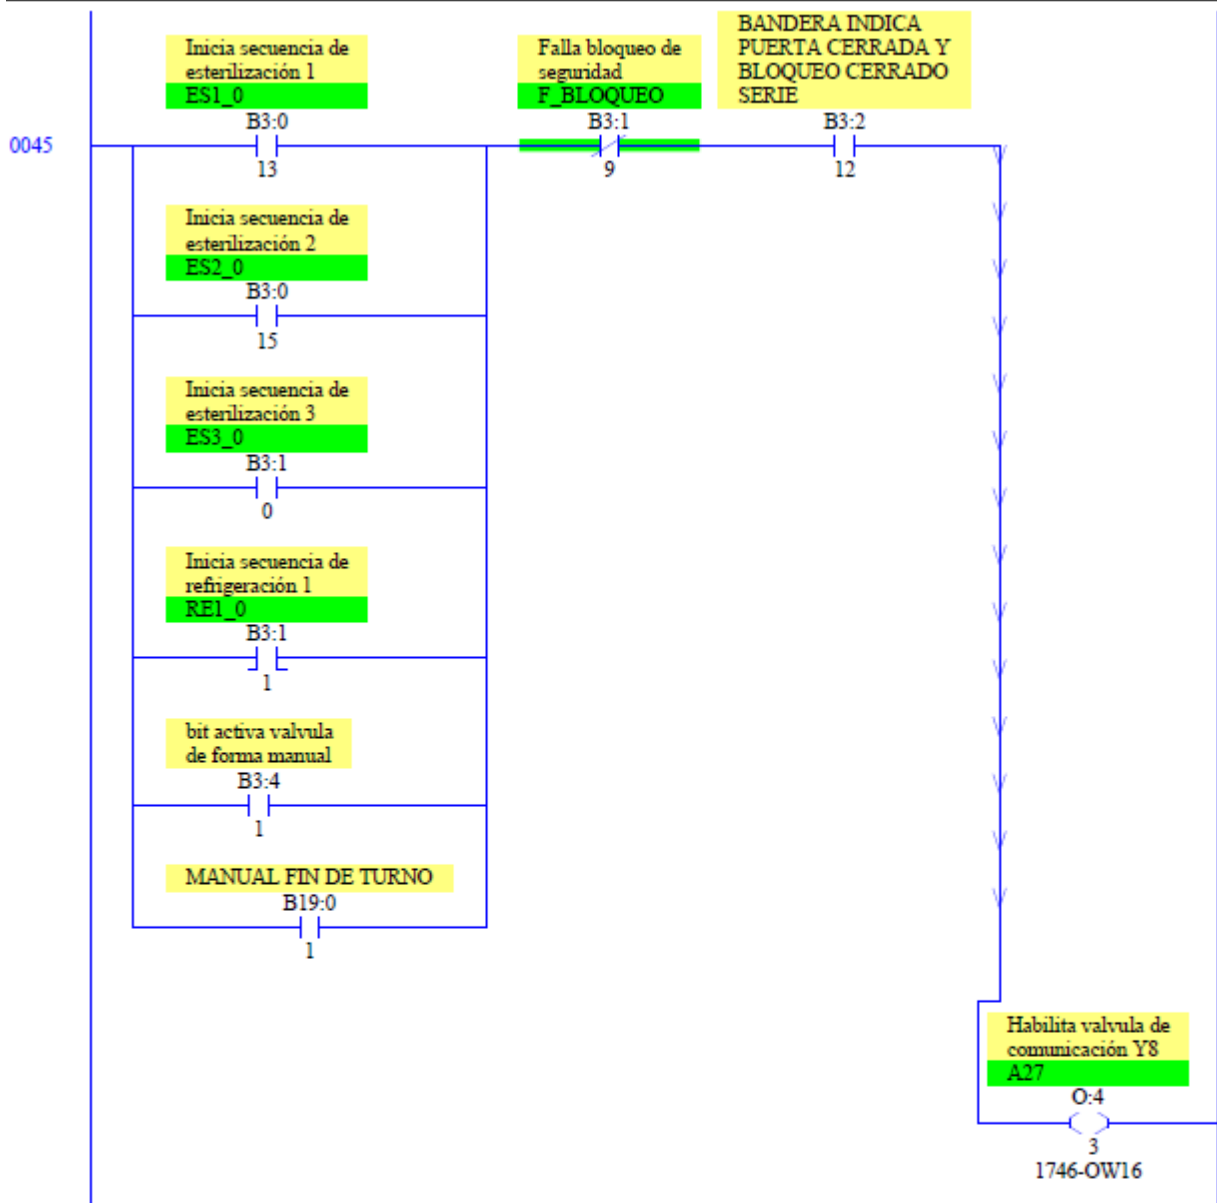 Inicia secuencia de
esterilización 1
ES1_0
B3:0
13
Falla bloqueo de
seguridad
F_BLOQUEO
B3:1
9
BANDERA INDICA
PUERTA CERRADA Y
BLOQUEO CERRADO
SERIE
B3:2
12
0045
Inicia secuencia de
esterilización 2
ES2_0
B3:0
15
Inicia secuencia de
esterilización 3
ES3_0
B3:1
0
Inicia secuencia de
refrigeración 1
RE1_0
B3:1
1
bit activa valvula
de forma manual
B3:4
1
MANUAL FIN DE TURNO
B19:0
1
Habilita valvula de
comunicación Y8
A27
O:4
3
1746-OW16